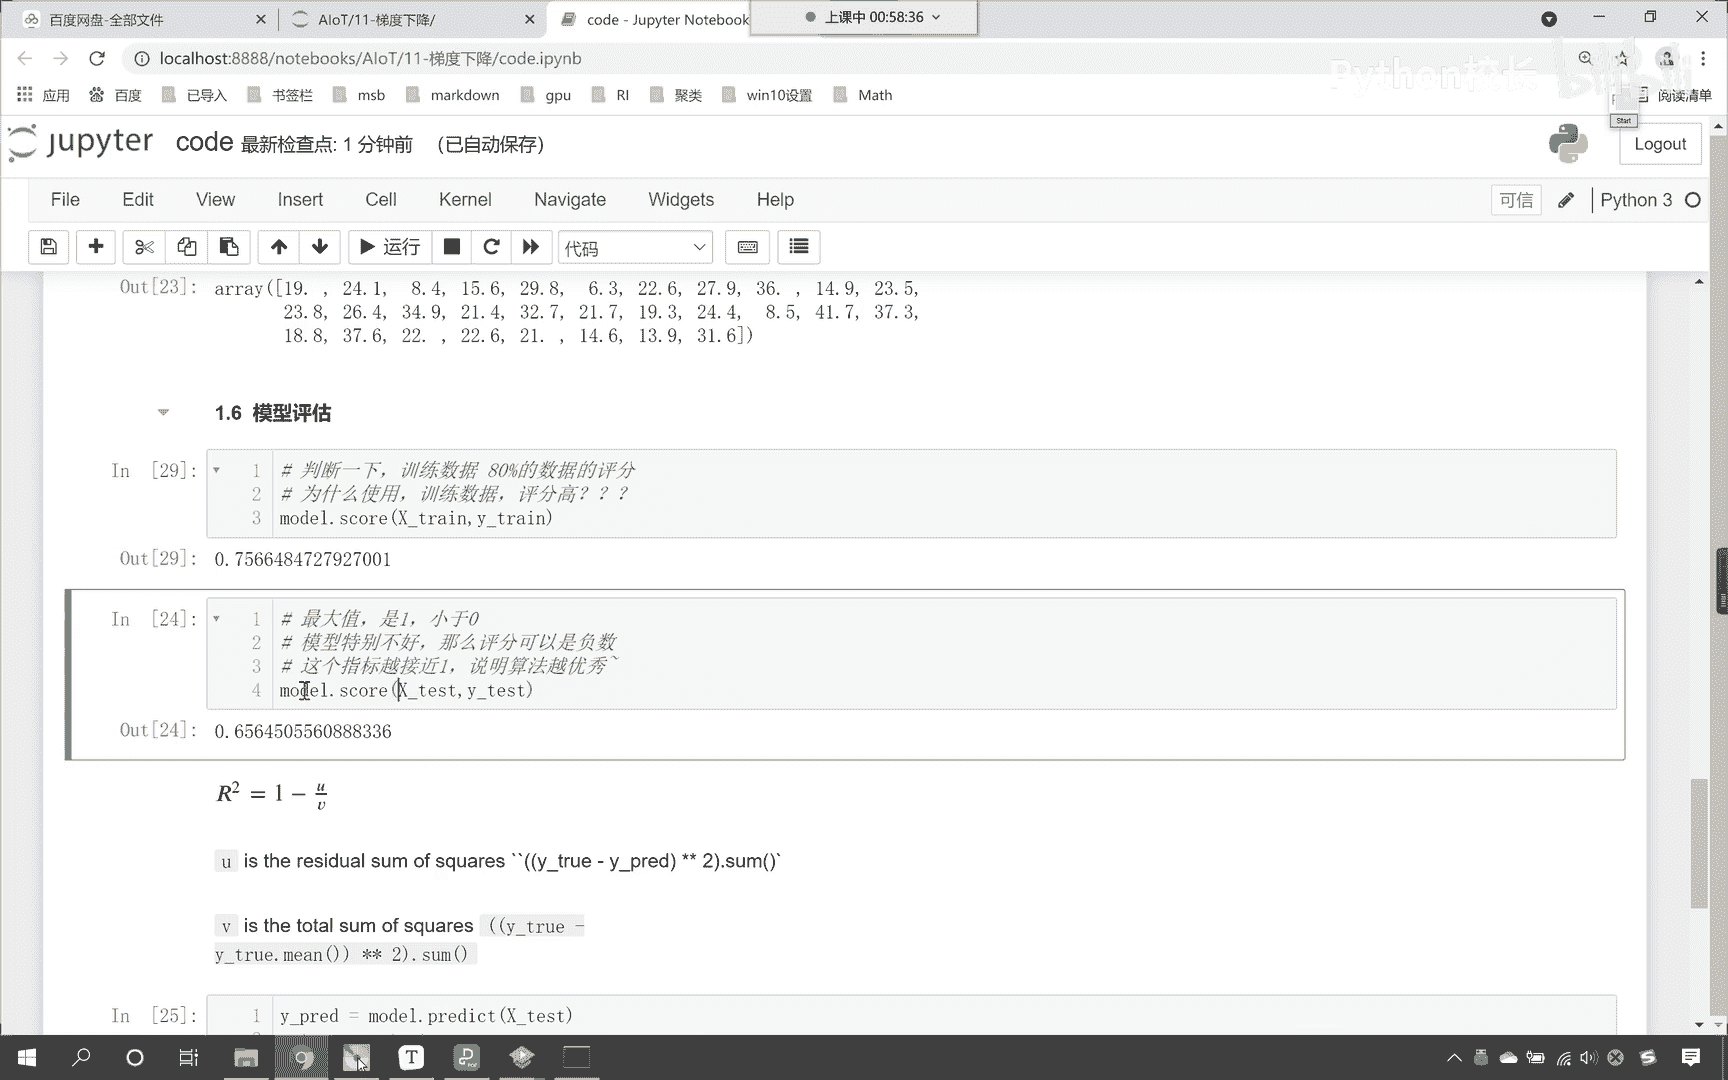 百度网盘-全部文件
AIoT/11-梯度下降/
code - Jupyter Notebook
上课中 00:58:36
localhost:8888/notebooks/AIoT/11-梯度下降/code.ipynb
Python校长
bilibili
应用
百度
已导入
书签栏
msb
markdown
gpu
RI
聚类
win10设置
Math
阅读清单
Start
jupyter
code 最新检查点: 1 分钟前 (已自动保存)
Logout
File Edit View Insert Cell Kernel Navigate Widgets Help
可信
Python 3
运行
代码
Out[23]: array([19. , 24.1, 8.4, 15.6, 29.8, 6.3, 22.6, 27.9, 36. , 14.9, 23.5,
23.8, 26.4, 34.9, 21.4, 32.7, 21.7, 19.3, 24.4, 8.5, 41.7, 37.3,
18.8, 37.6, 22. , 22.6, 21. , 14.6, 13.9, 31.6])
1.6 模型评估
In [29]: 1 # 判断一下，训练数据 80%的数据的评分
2 # 为什么使用，训练数据，评分高？？？
3 model.score(X_train,y_train)
Out[29]: 0.7566484727927001
In [24]: 1 # 最大值，是1，小于0
2 # 模型特别不好，那么评分可以是负数
3 # 这个指标越接近1，说明算法越优秀~
4 model.score(X_test,y_test)
Out[24]: 0.6564505560888336
R² = 1 − u/v
u is the residual sum of squares ``((y_true - y_pred) ** 2).sum()`
v is the total sum of squares ((y_true -
y_true.mean()) ** 2).sum()
In [25]: 1 y_pred = model.predict(X_test)